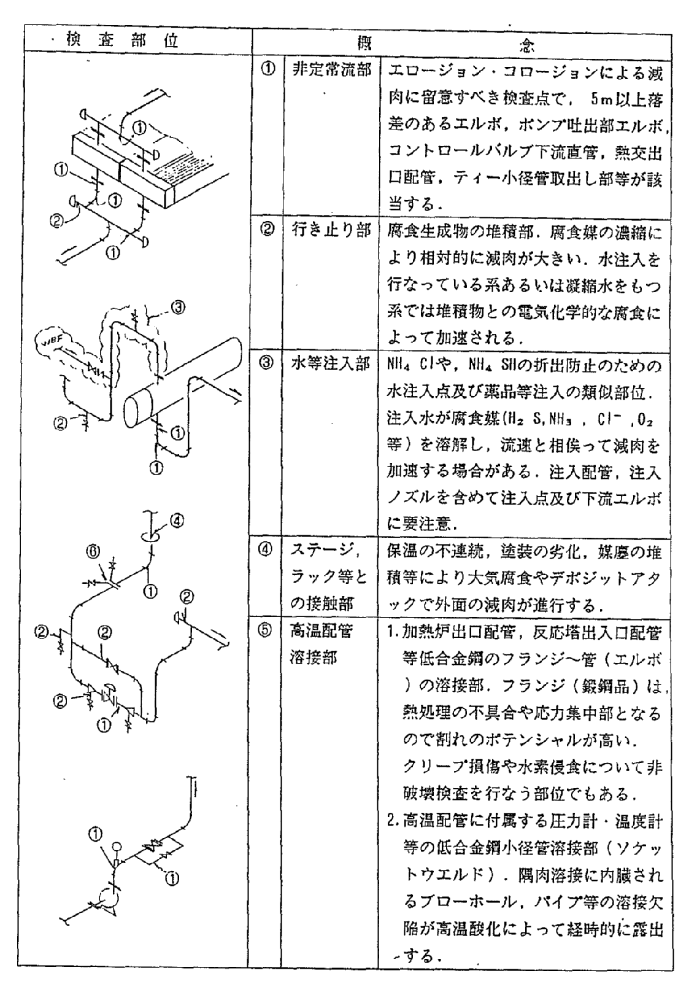 検査部位
概念
① 非定常流部
エロージョン・コロージョンによる減
肉に留意すべき検査点で，5m以上落
差のあるエルボ，ポンプ吐出部エルボ，
コントロールバルブ下流直管，熱交出
口配管，ティー小径管取出し部等が該
当する．
② 行き止り部
腐食生成物の堆積部．腐食媒の濃縮に
より相対的に減肉が大きい．水注入を
行なっている系あるいは凝縮水をもつ
系では堆積物との電気化学的な腐食に
よって加速される．
③ 水等注入部
NH₄ Clや，NH₄ SHの折出防止のための
水注入点及び薬品等注入の類似部位．
注入水が腐食媒(H₂ S,NH₃ , Cl⁻ ,O₂
等）を溶解し，流速と相俟って減肉を
加速する場合がある．注入配管，注入
ノズルを含めて注入点及び下流エルボ
に要注意．
④ ステージ，
ラック等と
の接触部
保温の不連続，塗装の劣化，媒塵の堆
積等により大気腐食やデポジットアタ
ックで外面の減肉が進行する．
⑤ 高温配管
溶接部
1.加熱炉出口配管，反応塔出入口配管
等低合金鋼のフランジ～管（エルボ
）の溶接部．フランジ（鍛鋼品）は，
熱処理の不具合や応力集中部となる
ので割れのポテンシャルが高い．
クリープ損傷や水素侵食について非
破壊検査を行なう部位でもある．
2.高温配管に付属する圧力計・温度計
等の低合金鋼小径管溶接部（ソケッ
トウエルド）．隅肉溶接に内臓され
るブローホール，パイプ等の溶接欠
陥が高温酸化によって経時的に露出
する．
①
①
①
②
①
③
WBF
②
①
①
④
⑥
①
②
②
②
②
①
①
①